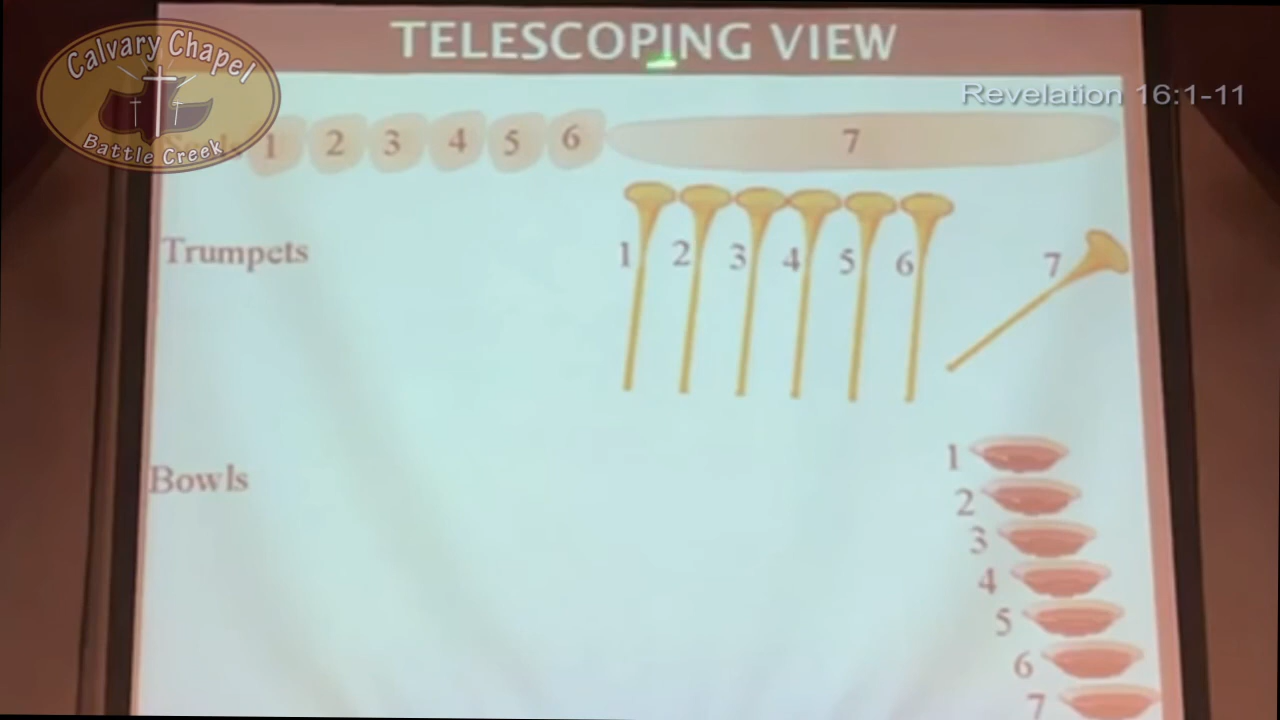 TELESCOPING VIEW
Calvary Chapel
Battle Creek
Revelation 16:1-11
1 2 3 4 5 6 7
Trumpets
1 2 3 4 5 6 7
Bowls
1
2
3
4
5
6
7